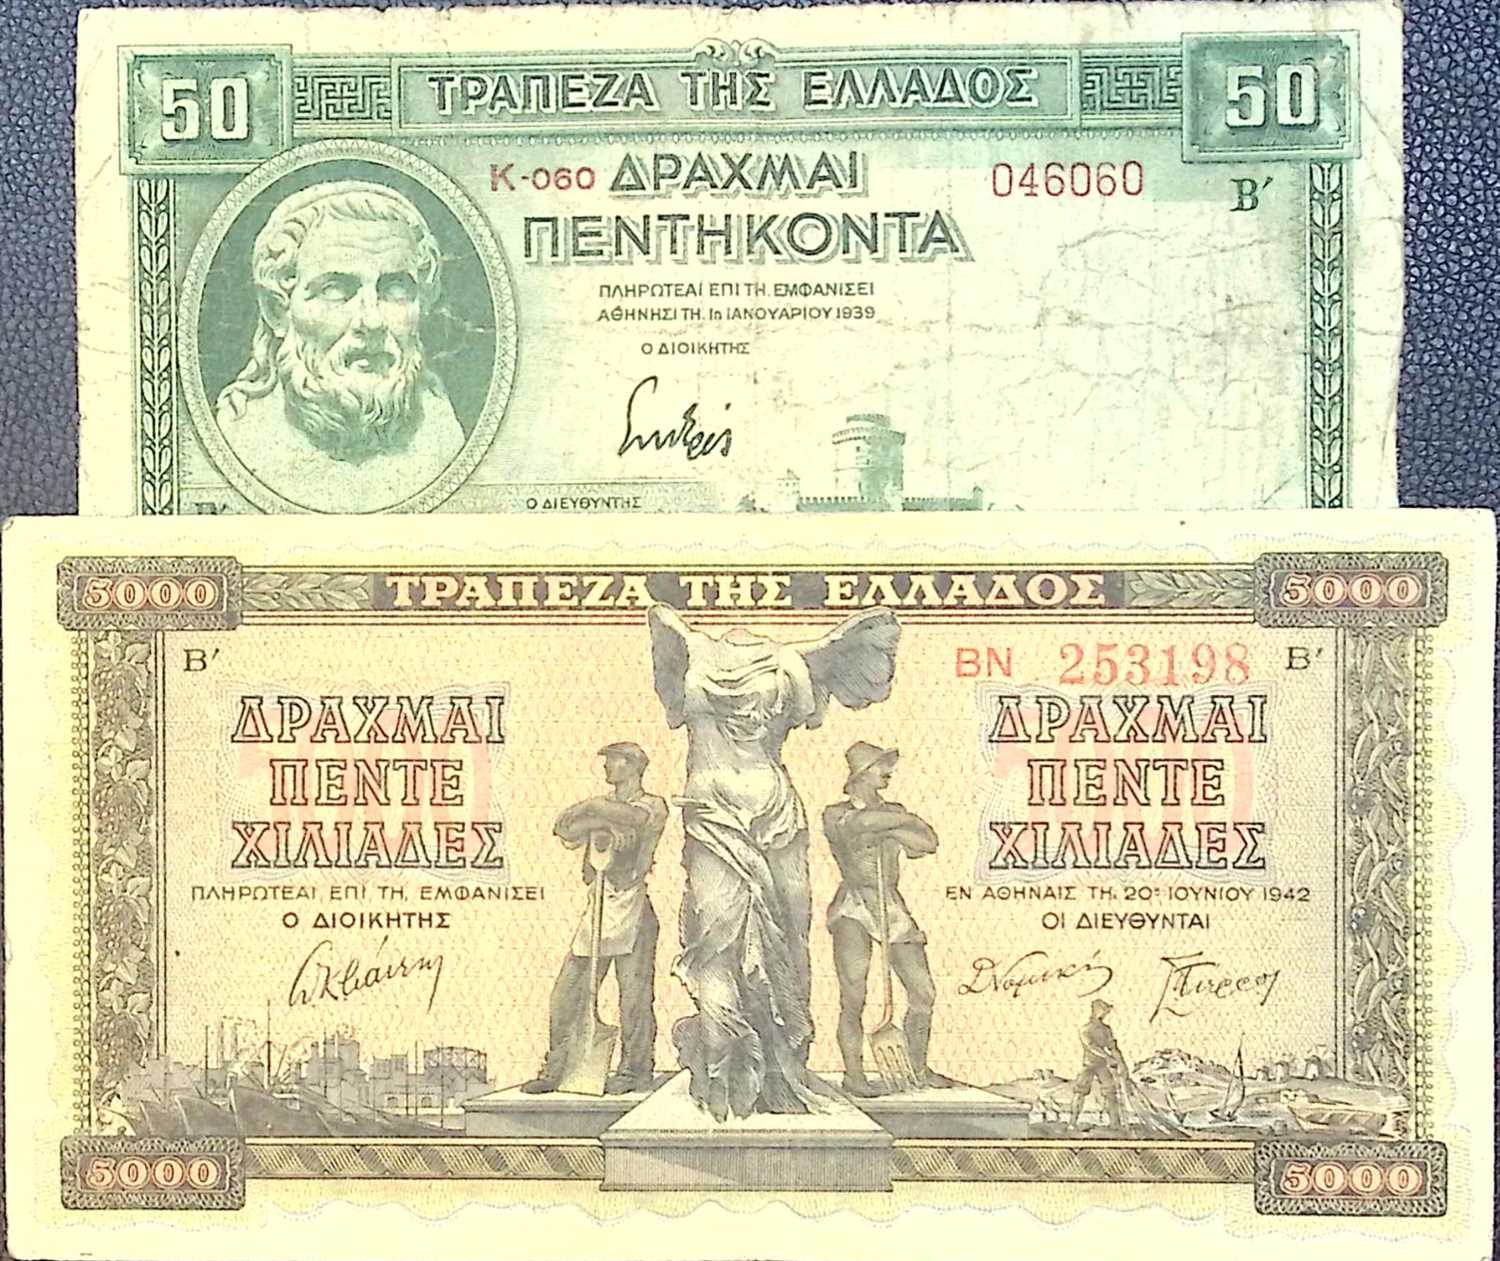 50 ΤΡΑΠΕΖΑ ΤΗΣ ΕΛΛΑΔΟΣ 50
Κ-060 ΔΡΑΧΜΑΙ 046060 Β′
ΠΕΝΤΗΚΟΝΤΑ
ΠΛΗΡΩΤΕΑΙ ΕΠΙ ΤΗ. ΕΜΦΑΝΙΣΕΙ
ΑΘΗΝΗΣΙ ΤΗ. 1η ΙΑΝΟΥΑΡΙΟΥ 1939
Ο ΔΙΟΙΚΗΤΗΣ
Ο ΔΙΕΥΘΥΝΤΗΣ
5000 ΤΡΑΠΕΖΑ ΤΗΣ ΕΛΛΑΔΟΣ 5000
Β′ ΒΝ 253198 Β′
ΔΡΑΧΜΑΙ
ΠΕΝΤΕ
ΧΙΛΙΑΔΕΣ
ΠΛΗΡΩΤΕΑΙ ΕΠΙ ΤΗ. ΕΜΦΑΝΙΣΕΙ
Ο ΔΙΟΙΚΗΤΗΣ
ΔΡΑΧΜΑΙ
ΠΕΝΤΕ
ΧΙΛΙΑΔΕΣ
ΕΝ ΑΘΗΝΑΙΣ ΤΗ. 20ῃ ΙΟΥΝΙΟΥ 1942
ΟΙ ΔΙΕΥΘΥΝΤΑΙ
5000 5000